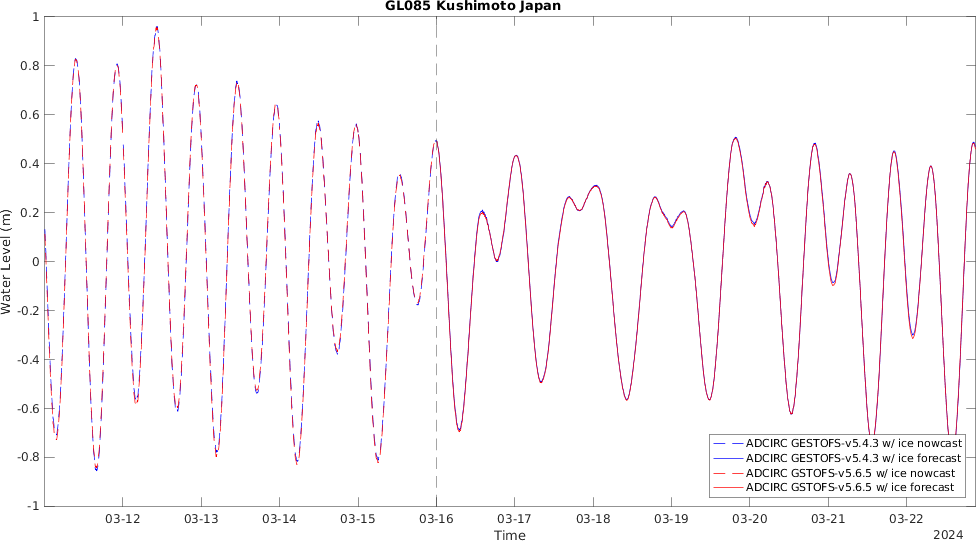 GL085 Kushimoto Japan
1
0.8
0.6
0.4
0.2
0
-0.2
-0.4
-0.6
-0.8
-1
Water Level (m)
03-12 03-13 03-14 03-15 03-16 03-17 03-18 03-19 03-20 03-21 03-22
Time
2024
ADCIRC GESTOFS-v5.4.3 w/ ice nowcast
ADCIRC GESTOFS-v5.4.3 w/ ice forecast
ADCIRC GSTOFS-v5.6.5 w/ ice nowcast
ADCIRC GSTOFS-v5.6.5 w/ ice forecast